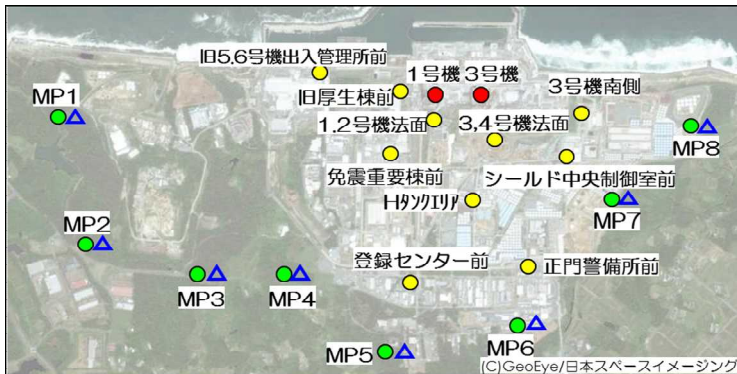 旧5,6号機出入管理所前
1号機 3号機
MP1
旧厚生棟前
3号機南側
1.2号機法面
3,4号機法面
MP8
免震重要棟前
シールド中央制御室前
Hタンクエリア
MP7
MP2
登録センター前
正門警備所前
MP3
MP4
MP5
MP6
(C)GeoEye/日本スペースイメージング